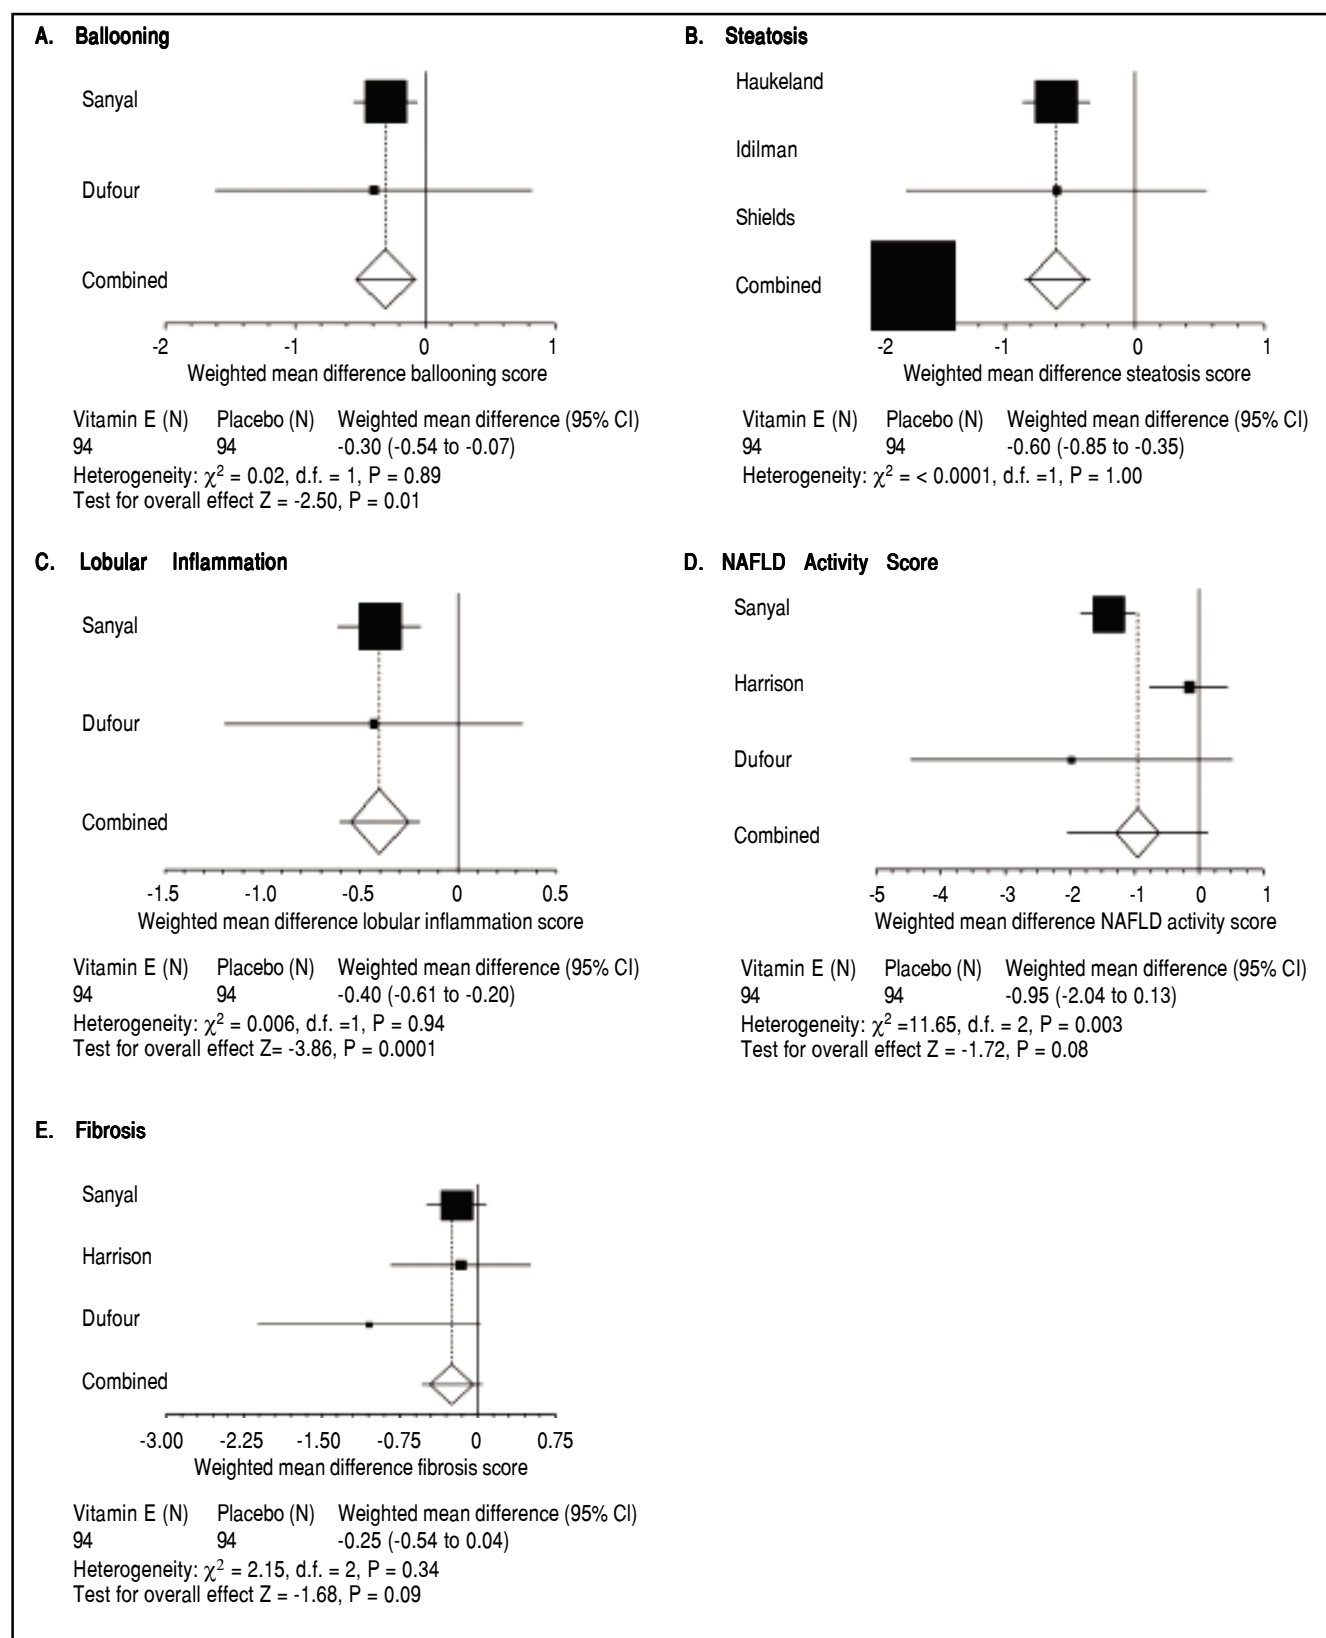 A. Ballooning
Sanyal
Dufour
Combined
-2 -1 0 1
Weighted mean difference ballooning score
Vitamin E (N) Placebo (N) Weighted mean difference (95% CI)
94 94 -0.30 (-0.54 to -0.07)
Heterogeneity: χ² = 0.02, d.f. = 1, P = 0.89
Test for overall effect Z = -2.50, P = 0.01
B. Steatosis
Haukeland
Idilman
Shields
Combined
-2 -1 0 1
Weighted mean difference steatosis score
Vitamin E (N) Placebo (N) Weighted mean difference (95% CI)
94 94 -0.60 (-0.85 to -0.35)
Heterogeneity: χ² = < 0.0001, d.f. =1, P = 1.00
C. Lobular Inflammation
Sanyal
Dufour
Combined
-1.5 -1.0 -0.5 0 0.5
Weighted mean difference lobular inflammation score
Vitamin E (N) Placebo (N) Weighted mean difference (95% CI)
94 94 -0.40 (-0.61 to -0.20)
Heterogeneity: χ² = 0.006, d.f. =1, P = 0.94
Test for overall effect Z= -3.86, P = 0.0001
D. NAFLD Activity Score
Sanyal
Harrison
Dufour
Combined
-5 -4 -3 -2 -1 0 1
Weighted mean difference NAFLD activity score
Vitamin E (N) Placebo (N) Weighted mean difference (95% CI)
94 94 -0.95 (-2.04 to 0.13)
Heterogeneity: χ² =11.65, d.f. = 2, P = 0.003
Test for overall effect Z = -1.72, P = 0.08
E. Fibrosis
Sanyal
Harrison
Dufour
Combined
-3.00 -2.25 -1.50 -0.75 0 0.75
Weighted mean difference fibrosis score
Vitamin E (N) Placebo (N) Weighted mean difference (95% CI)
94 94 -0.25 (-0.54 to 0.04)
Heterogeneity: χ² = 2.15, d.f. = 2, P = 0.34
Test for overall effect Z = -1.68, P = 0.09